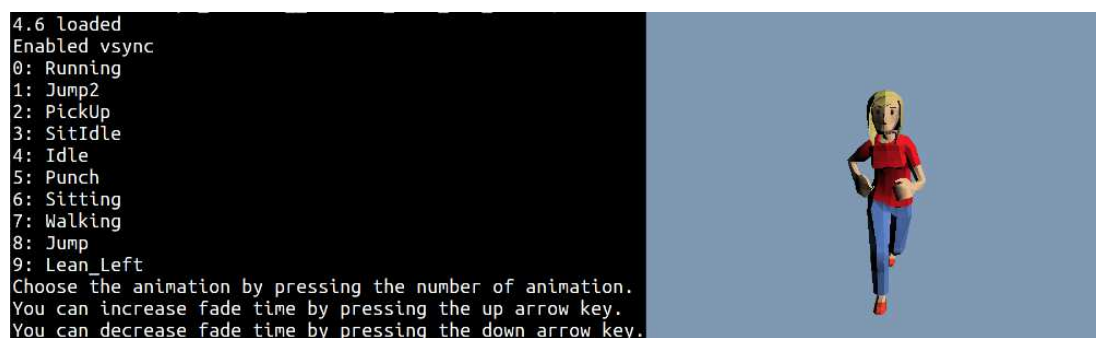 4.6 loaded
Enabled vsync
0: Running
1: Jump2
2: PickUp
3: SitIdle
4: Idle
5: Punch
6: Sitting
7: Walking
8: Jump
9: Lean_Left
Choose the animation by pressing the number of animation.
You can increase fade time by pressing the up arrow key.
You can decrease fade time by pressing the down arrow key.